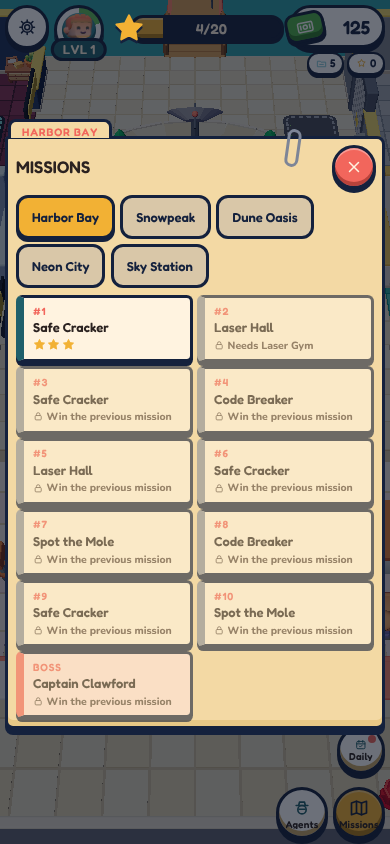 4/20
125
LVL 1
5
0
HARBOR BAY
MISSIONS
Harbor Bay
Snowpeak
Dune Oasis
Neon City
Sky Station
#1
Safe Cracker
#2
Laser Hall
Needs Laser Gym
#3
Safe Cracker
Win the previous mission
#4
Code Breaker
Win the previous mission
#5
Laser Hall
Win the previous mission
#6
Safe Cracker
Win the previous mission
#7
Spot the Mole
Win the previous mission
#8
Code Breaker
Win the previous mission
#9
Safe Cracker
Win the previous mission
#10
Spot the Mole
Win the previous mission
BOSS
Captain Clawford
Win the previous mission
Daily
Agents
Missions